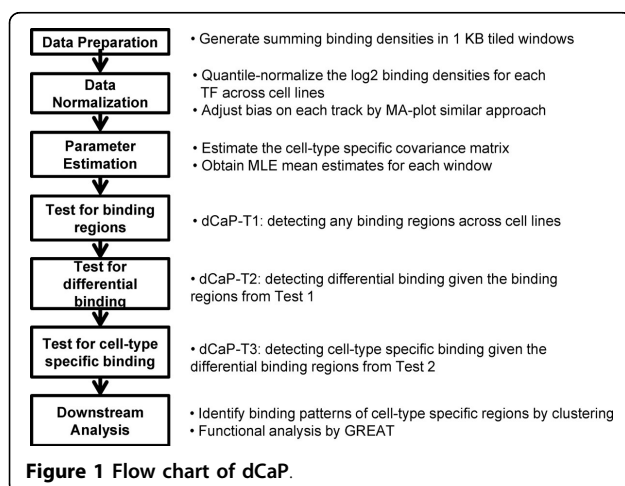 Data Preparation
• Generate summing binding densities in 1 KB tiled windows
Data
Normalization
• Quantile-normalize the log2 binding densities for each
TF across cell lines
• Adjust bias on each track by MA-plot similar approach
Parameter
Estimation
• Estimate the cell-type specific covariance matrix
• Obtain MLE mean estimates for each window
Test for binding
regions
• dCaP-T1: detecting any binding regions across cell lines
Test for
differential
binding
• dCaP-T2: detecting differential binding given the binding
regions from Test 1
Test for cell-type
specific binding
• dCaP-T3: detecting cell-type specific binding given the
differential binding regions from Test 2
Downstream
Analysis
• Identify binding patterns of cell-type specific regions by clustering
• Functional analysis by GREAT
Figure 1 Flow chart of dCaP.